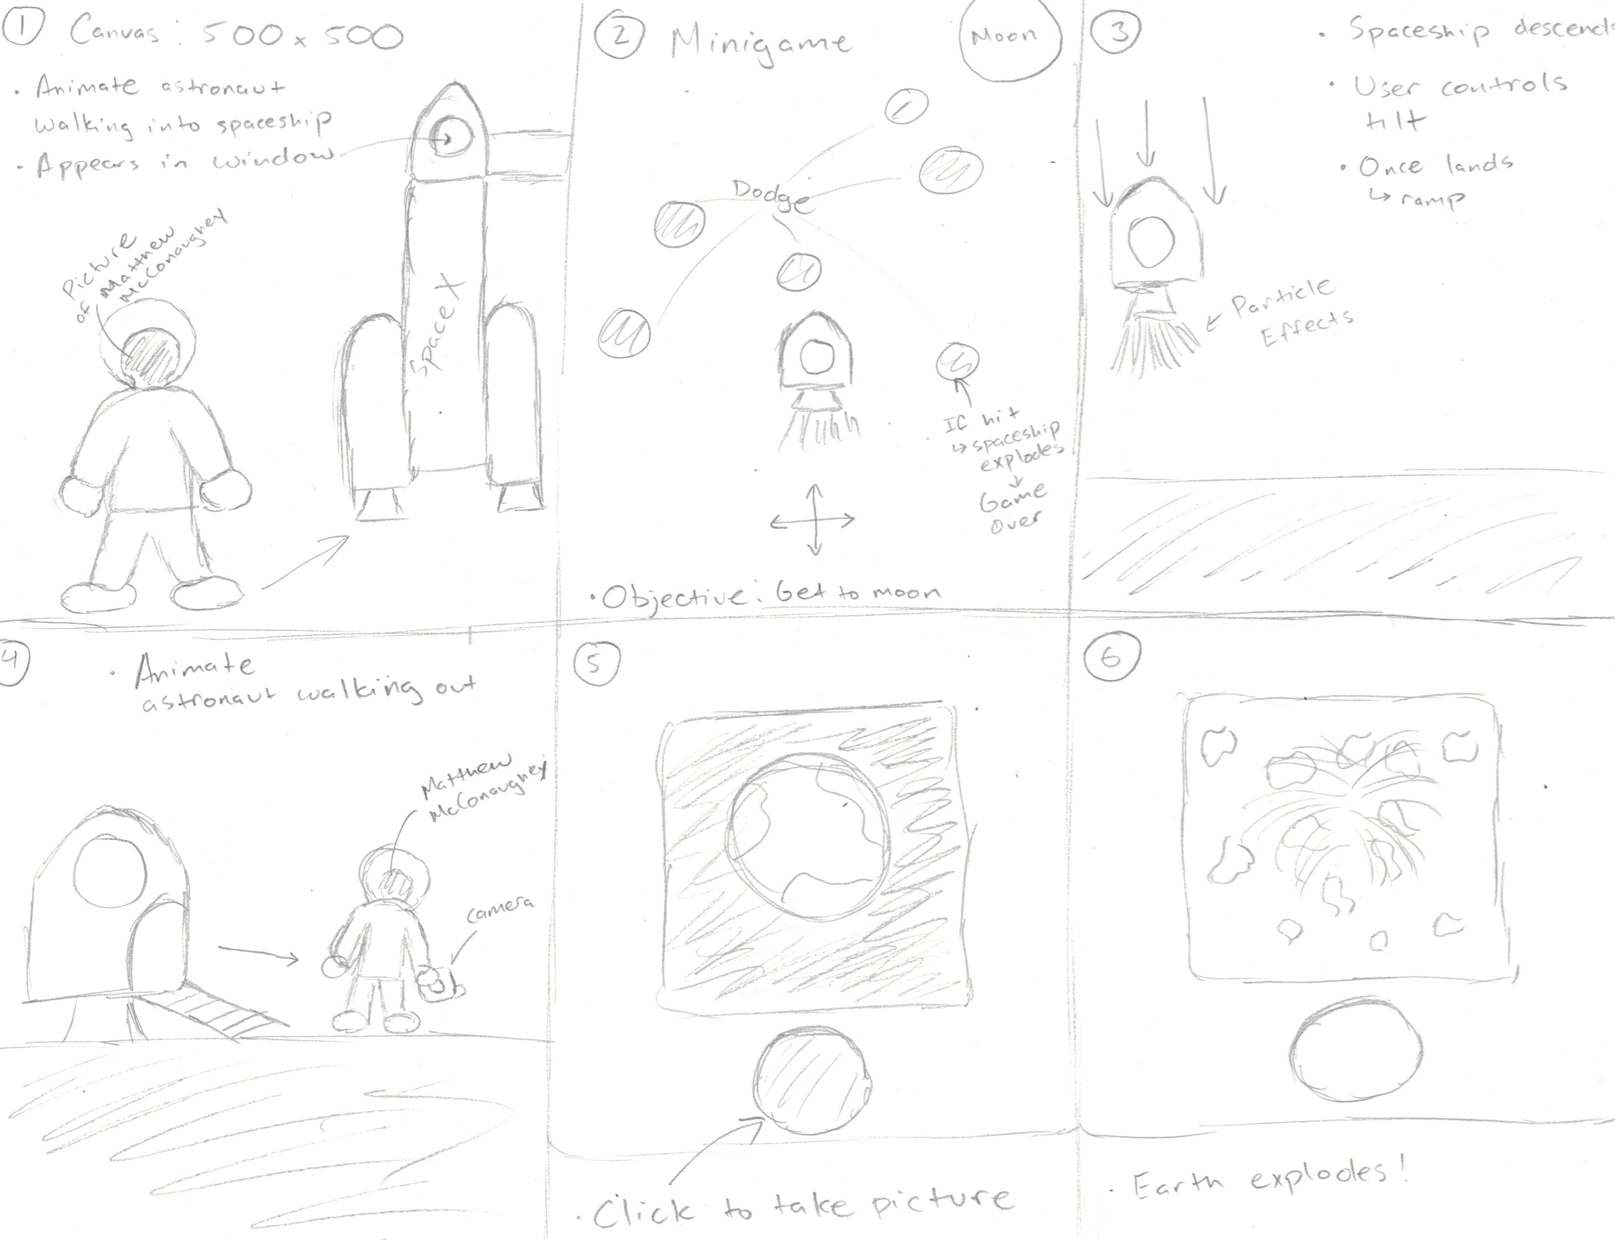 1 Canvas: 500 x 500
• Animate astronaut
walking into spaceship
• Appears in window
Picture
of Matthew
McConaughey
SpaceX
2 Minigame
Moon
Dodge
If hit
↳ spaceship
explodes
↓
Game
Over
• Objective: Get to moon
3
• Spaceship descends
• User controls
tilt
• Once lands
↳ ramp
Particle
Effects
4
• Animate
astronaut walking out
Matthew
McConaughey
camera
5
• Click to take picture
6
• Earth explodes!